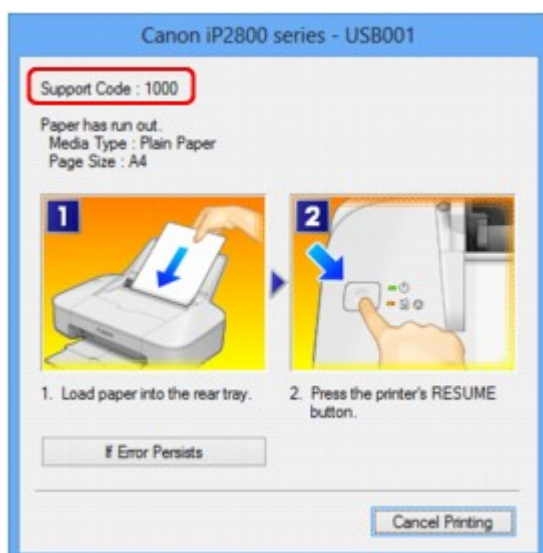 Canon iP2800 series - USB001
Support Code : 1000
Paper has run out.
Media Type : Plain Paper
Page Size : A4
1
2
1. Load paper into the rear tray.
2. Press the printer's RESUME
button.
If Error Persists
Cancel Printing